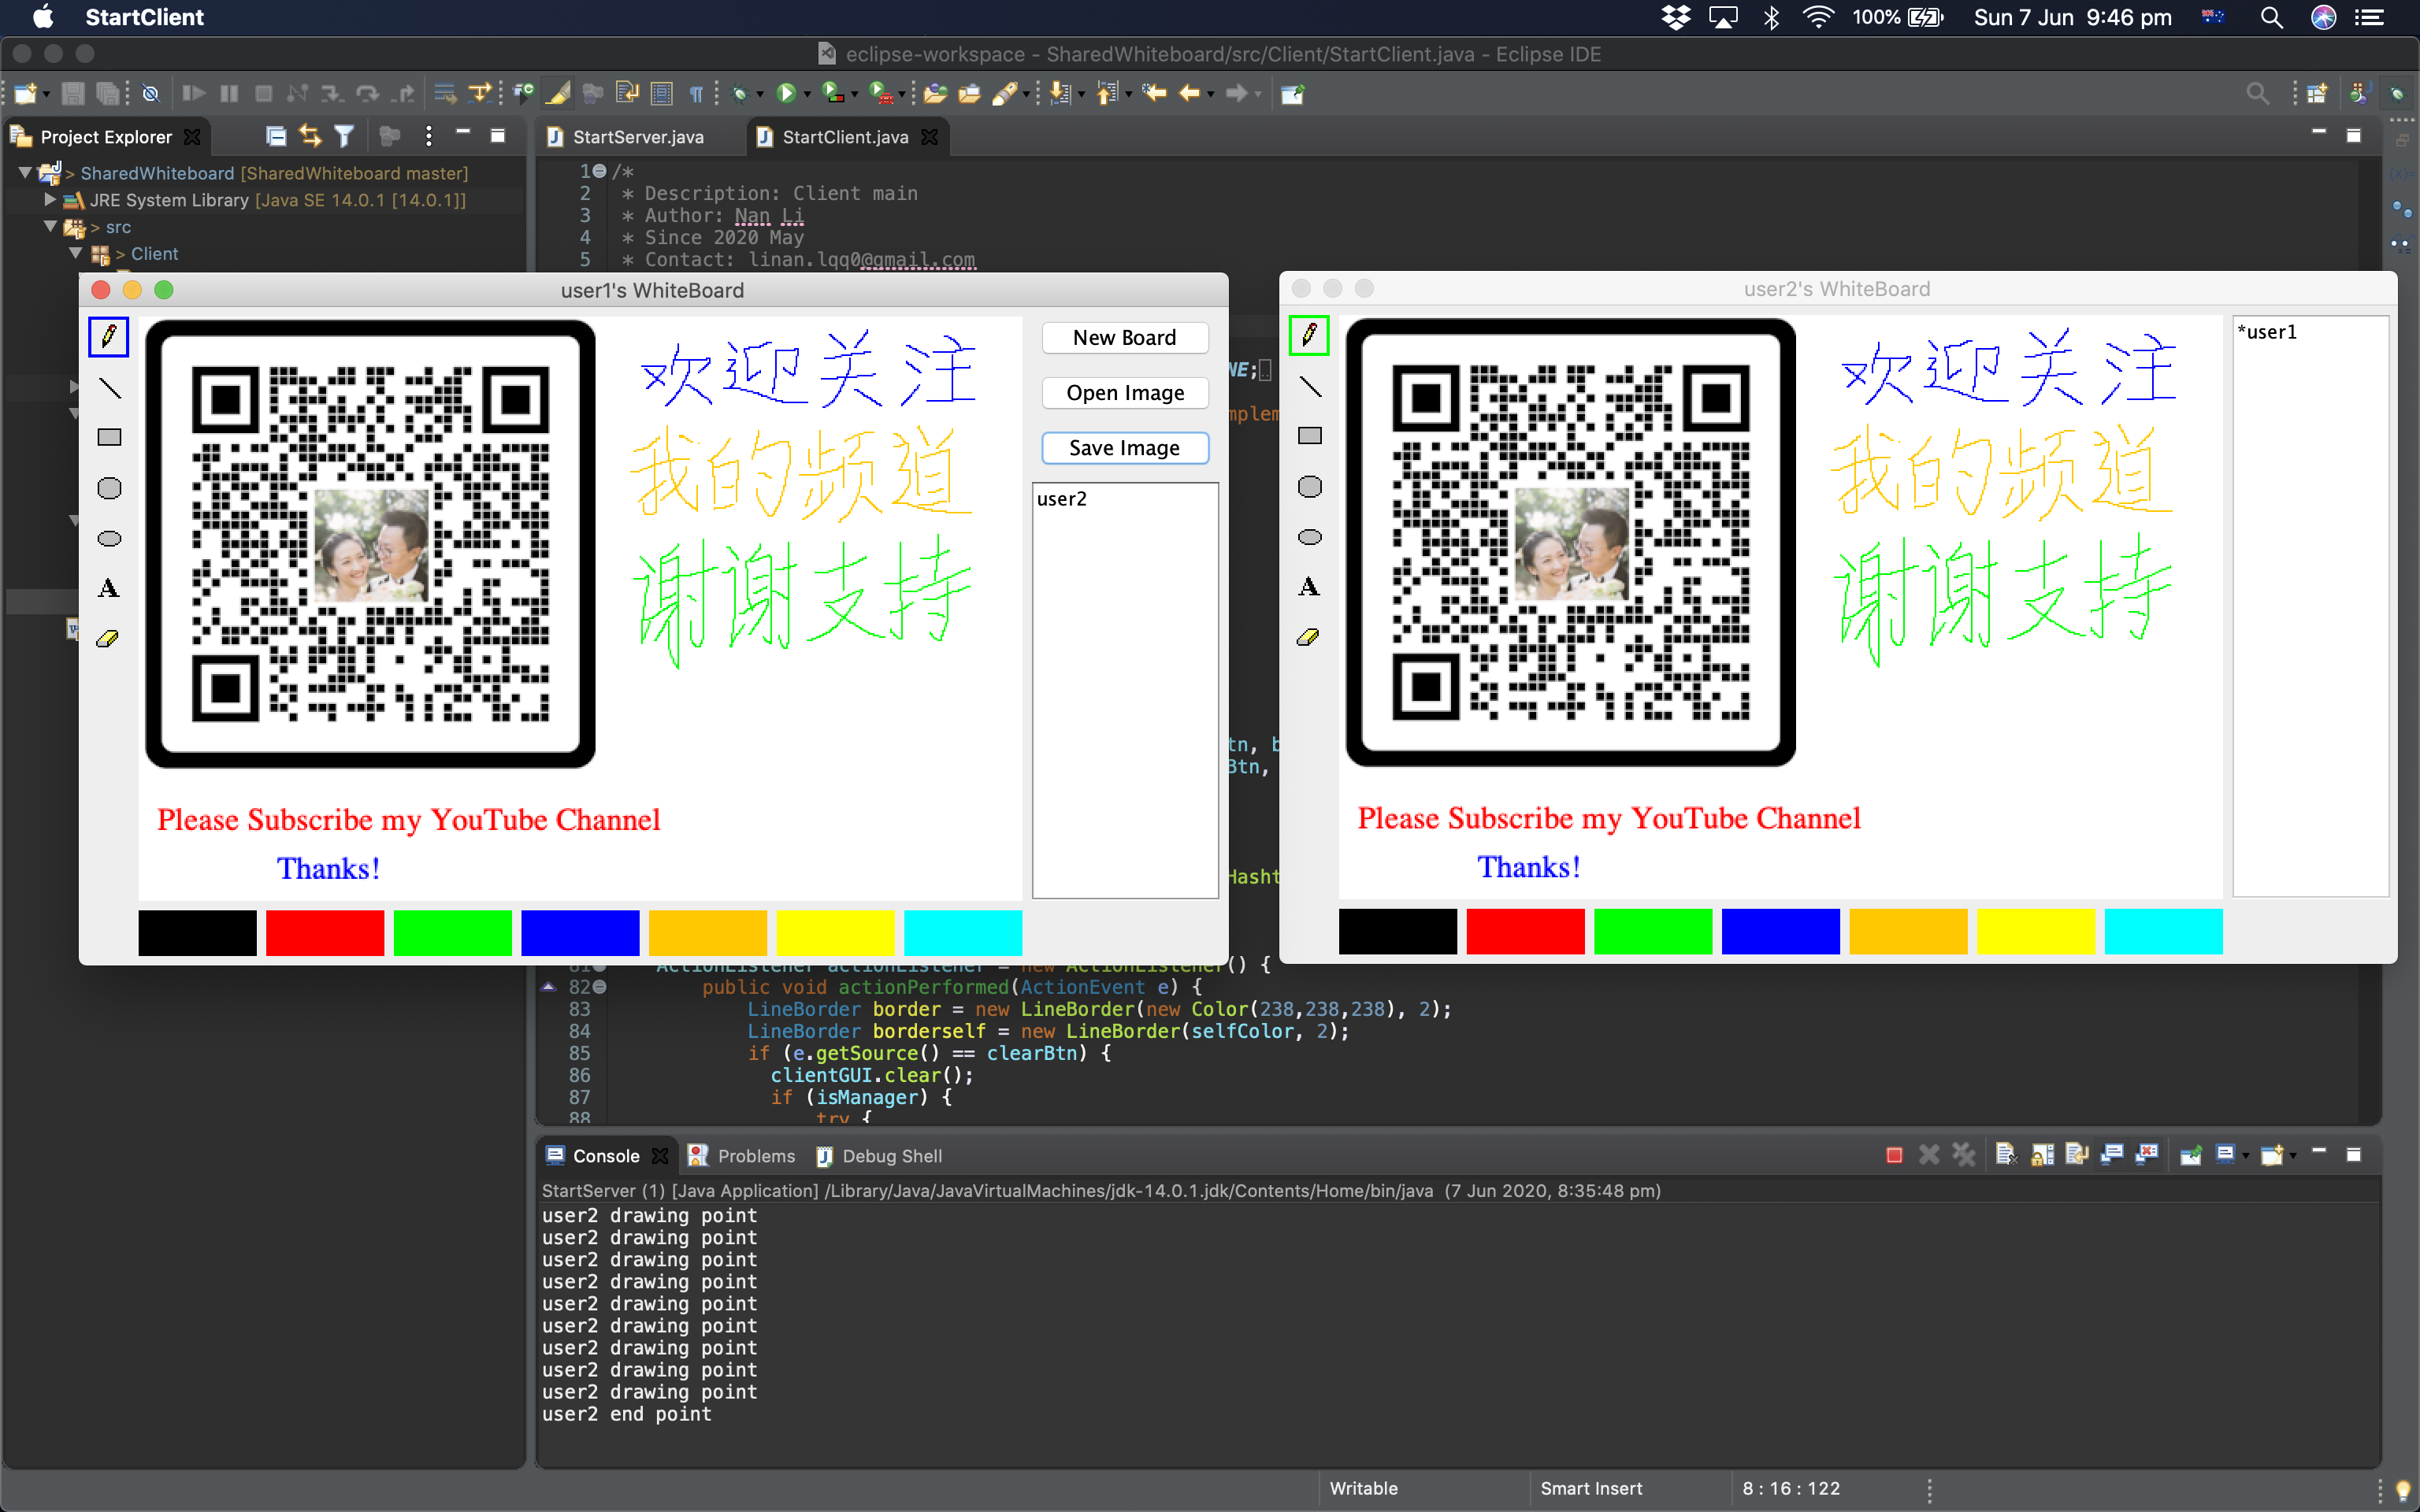 StartClient
100%
Sun 7 Jun 9:46 pm
eclipse-workspace - SharedWhiteboard/src/Client/StartClient.java - Eclipse IDE
Project Explorer
StartServer.java
StartClient.java
> SharedWhiteboard [SharedWhiteboard master]
JRE System Library [Java SE 14.0.1 [14.0.1]]
> src
> Client
1 /*
2 * Description: Client main
3 * Author: Nan Li
4 * Since 2020 May
5 * Contact: linan.lqq0@gmail.com
user1's WhiteBoard
欢迎关注
我的频道
谢谢支持
Please Subscribe my YouTube Channel
Thanks!
New Board
Open Image
Save Image
user2
A
NE;
mplem
tn, b
Btn,
Hasht
user2's WhiteBoard
欢迎关注
我的频道
谢谢支持
Please Subscribe my YouTube Channel
Thanks!
*user1
A
81 ActionListener actionListener = new ActionListener() {
82 public void actionPerformed(ActionEvent e) {
83 LineBorder border = new LineBorder(new Color(238,238,238), 2);
84 LineBorder borderself = new LineBorder(selfColor, 2);
85 if (e.getSource() == clearBtn) {
86 clientGUI.clear();
87 if (isManager) {
88 try {
Console
Problems
Debug Shell
StartServer (1) [Java Application] /Library/Java/JavaVirtualMachines/jdk-14.0.1.jdk/Contents/Home/bin/java (7 Jun 2020, 8:35:48 pm)
user2 drawing point
user2 drawing point
user2 drawing point
user2 drawing point
user2 drawing point
user2 drawing point
user2 drawing point
user2 drawing point
user2 drawing point
user2 end point
Writable
Smart Insert
8 : 16 : 122